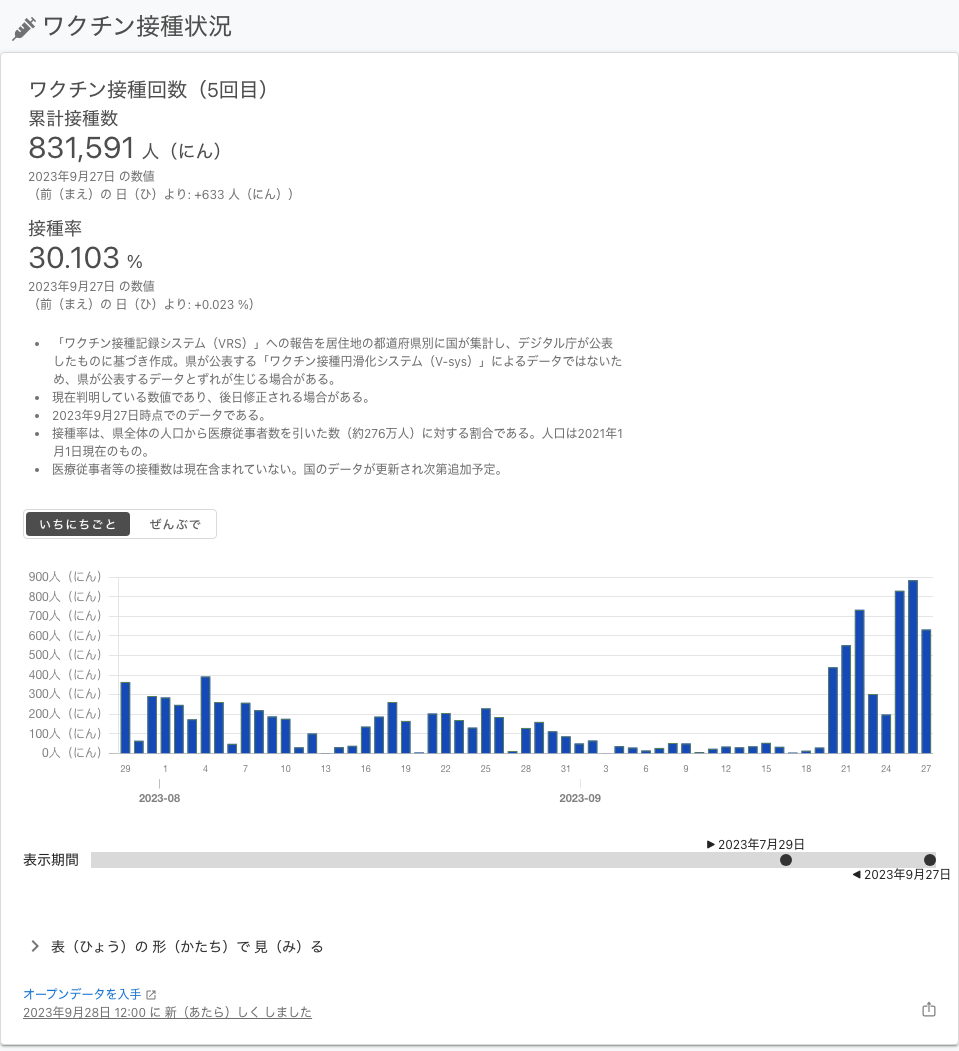 ワクチン接種状況
ワクチン接種回数（5回目）
累計接種数
831,591 人（にん）
2023年9月27日 の数値
（前（まえ）の 日（ひ）より: +633 人（にん））
接種率
30.103 %
2023年9月27日 の数値
（前（まえ）の 日（ひ）より: +0.023 %）
• 「ワクチン接種記録システム（VRS）」への報告を居住地の都道府県別に国が集計し、デジタル庁が公表
したものに基づき作成。県が公表する「ワクチン接種円滑化システム（V-sys）」によるデータではないた
め、県が公表するデータとずれが生じる場合がある。
• 現在判明している数値であり、後日修正される場合がある。
• 2023年9月27日時点でのデータである。
• 接種率は、県全体の人口から医療従事者数を引いた数（約276万人）に対する割合である。人口は2021年1
月1日現在のもの。
• 医療従事者等の接種数は現在含まれていない。国のデータが更新され次第追加予定。
いちにちごと ぜんぶで
900人（にん）
800人（にん）
700人（にん）
600人（にん）
500人（にん）
400人（にん）
300人（にん）
200人（にん）
100人（にん）
0人（にん）
29 1 4 7 10 13 16 19 22 25 28 31 3 6 9 12 15 18 21 24 27
2023-08 2023-09
▶ 2023年7月29日
表示期間
◀ 2023年9月27日
表（ひょう）の 形（かたち）で 見（み）る
オープンデータを入手
2023年9月28日 12:00 に 新（あたら）しく しました